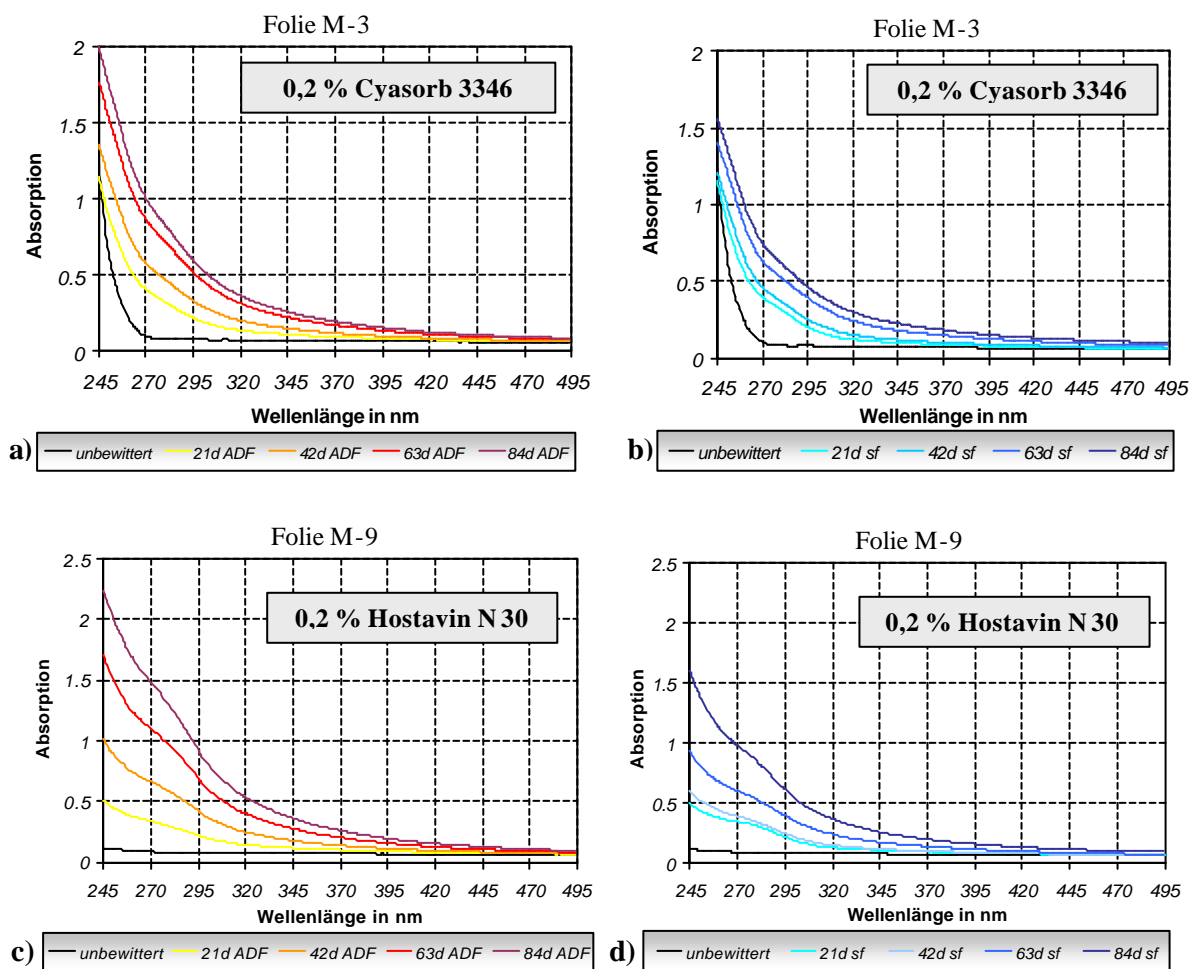 Folie M-3
0,2 % Cyasorb 3346
Absorption
2
1.5
1
0.5
0
245 270 295 320 345 370 395 420 445 470 495
Wellenlänge in nm
a)
unbewittert 21d ADF 42d ADF 63d ADF 84d ADF
Folie M-3
0,2 % Cyasorb 3346
Absorption
2
1.5
1
0.5
0
245 270 295 320 345 370 395 420 445 470 495
Wellenlänge in nm
b)
unbewittert 21d sf 42d sf 63d sf 84d sf
Folie M-9
0,2 % Hostavin N 30
Absorption
2.5
2
1.5
1
0.5
0
245 270 295 320 345 370 395 420 445 470 495
Wellenlänge in nm
c)
unbewittert 21d ADF 42d ADF 63d ADF 84d ADF
Folie M-9
0,2 % Hostavin N 30
Absorption
2.5
2
1.5
1
0.5
0
245 270 295 320 345 370 395 420 445 470 495
Wellenlänge in nm
d)
unbewittert 21d sf 42d sf 63d sf 84d sf